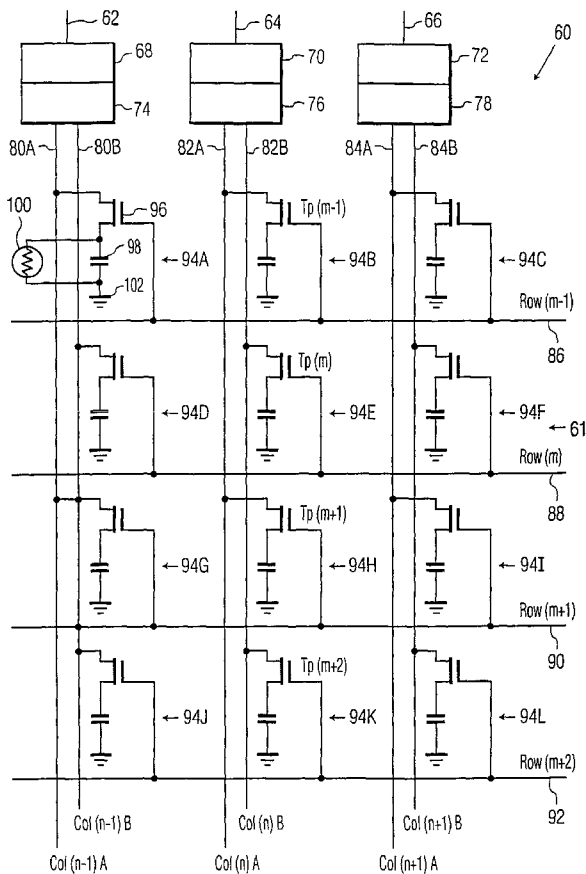 62 64 66 60
68 70 72
74 76 78
80A 80B 82A 82B 84A 84B
100 96 Tp (m-1)
98 94A 94B 94C
102 Row (m-1)
86
Tp (m)
94D 94E 94F 61
Row (m)
88
Tp (m+1)
94G 94H 94I
Row (m+1)
90
Tp (m+2)
94J 94K 94L
Row (m+2)
92
Col (n-1) B Col (n) B Col (n+1) B
Col (n-1) A Col (n) A Col (n+1) A